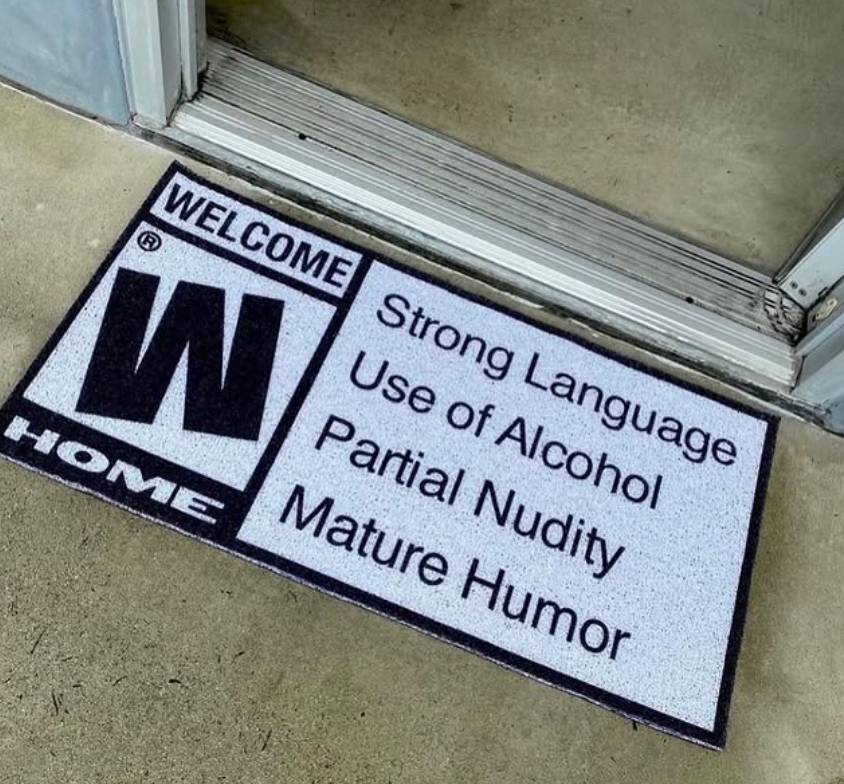 WELCOME
®
W
HOME
Strong Language
Use of Alcohol
Partial Nudity
Mature Humor